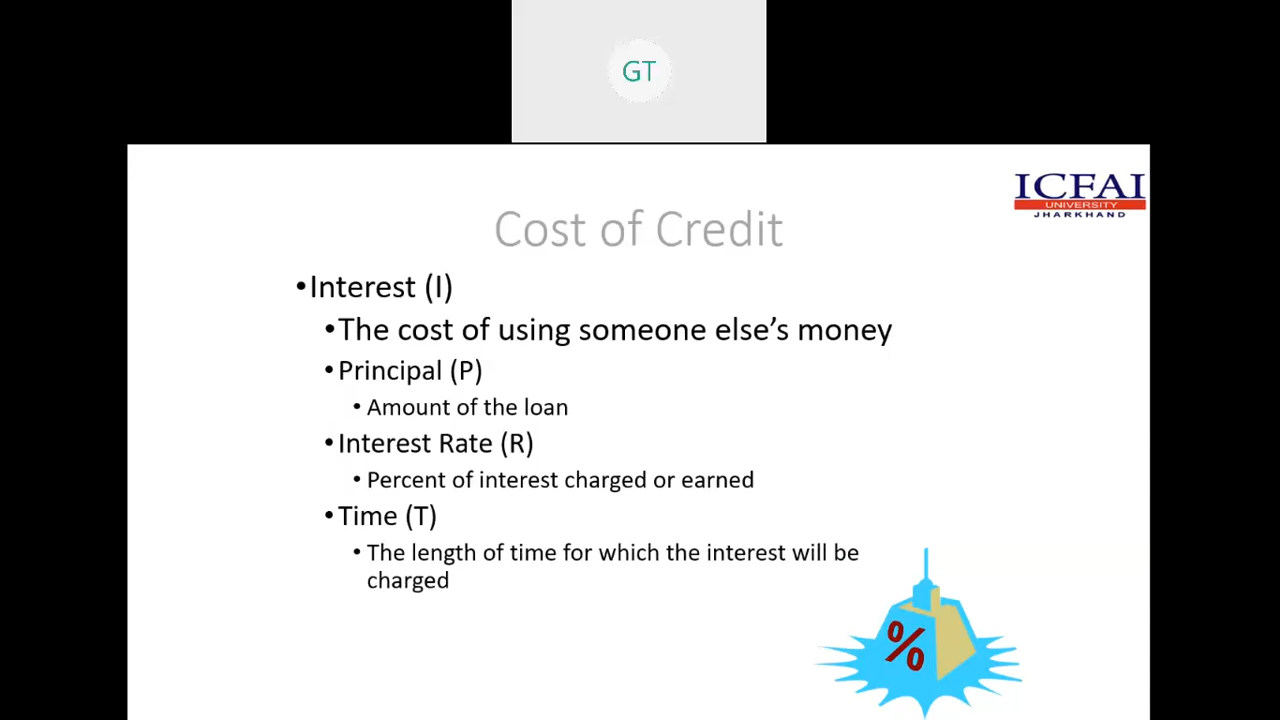 GT
ICFAI
UNIVERSITY
JHARKHAND
Cost of Credit
•Interest (I)
•The cost of using someone else’s money
•Principal (P)
•Amount of the loan
•Interest Rate (R)
•Percent of interest charged or earned
•Time (T)
•The length of time for which the interest will be
charged
%